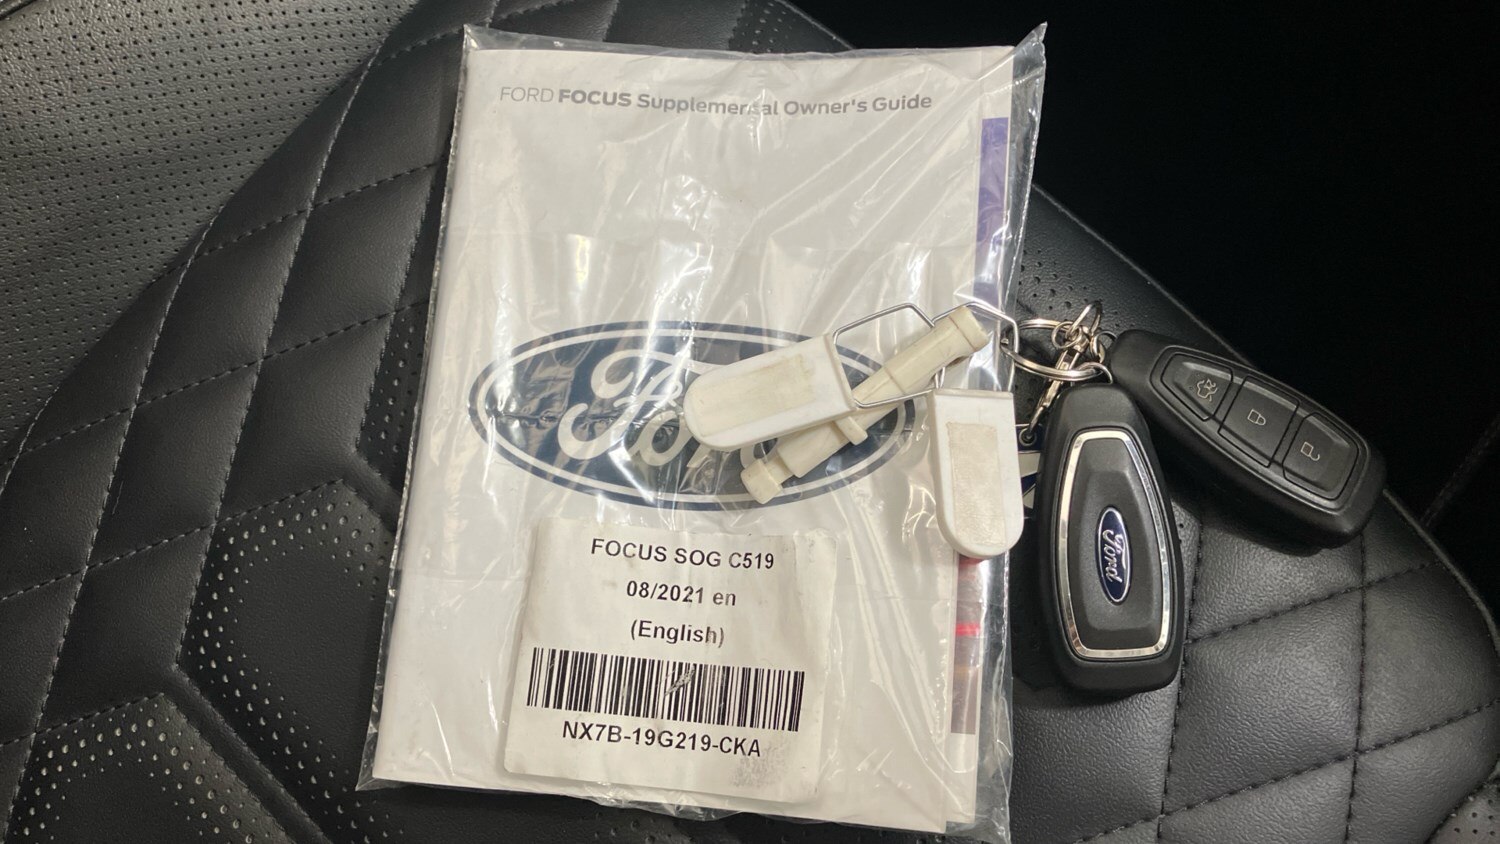 FORD FOCUS Supplemental Owner's Guide
Ford
FOCUS SOG C519
08/2021 en
(English)
NX7B-19G219-CKA
Ford